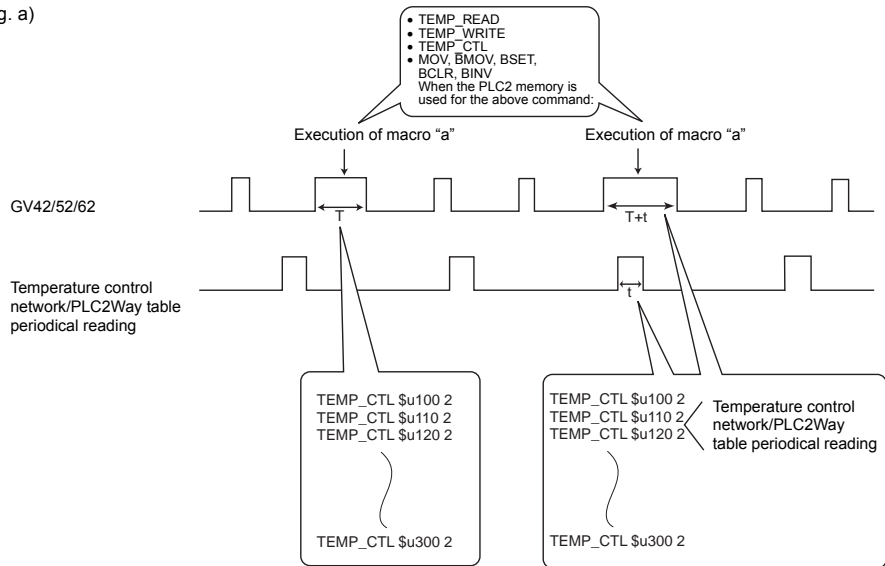 g. a)
• TEMP_READ
• TEMP_WRITE
• TEMP_CTL
• MOV, BMOV, BSET,
BCLR, BINV
When the PLC2 memory is
used for the above command:
Execution of macro “a”
Execution of macro “a”
GV42/52/62
T
T+t
Temperature control
network/PLC2Way table
periodical reading
t
TEMP_CTL $u100 2
TEMP_CTL $u110 2
TEMP_CTL $u120 2
TEMP_CTL $u300 2
TEMP_CTL $u100 2
TEMP_CTL $u110 2
TEMP_CTL $u120 2
TEMP_CTL $u300 2
Temperature control
network/PLC2Way
table periodical reading